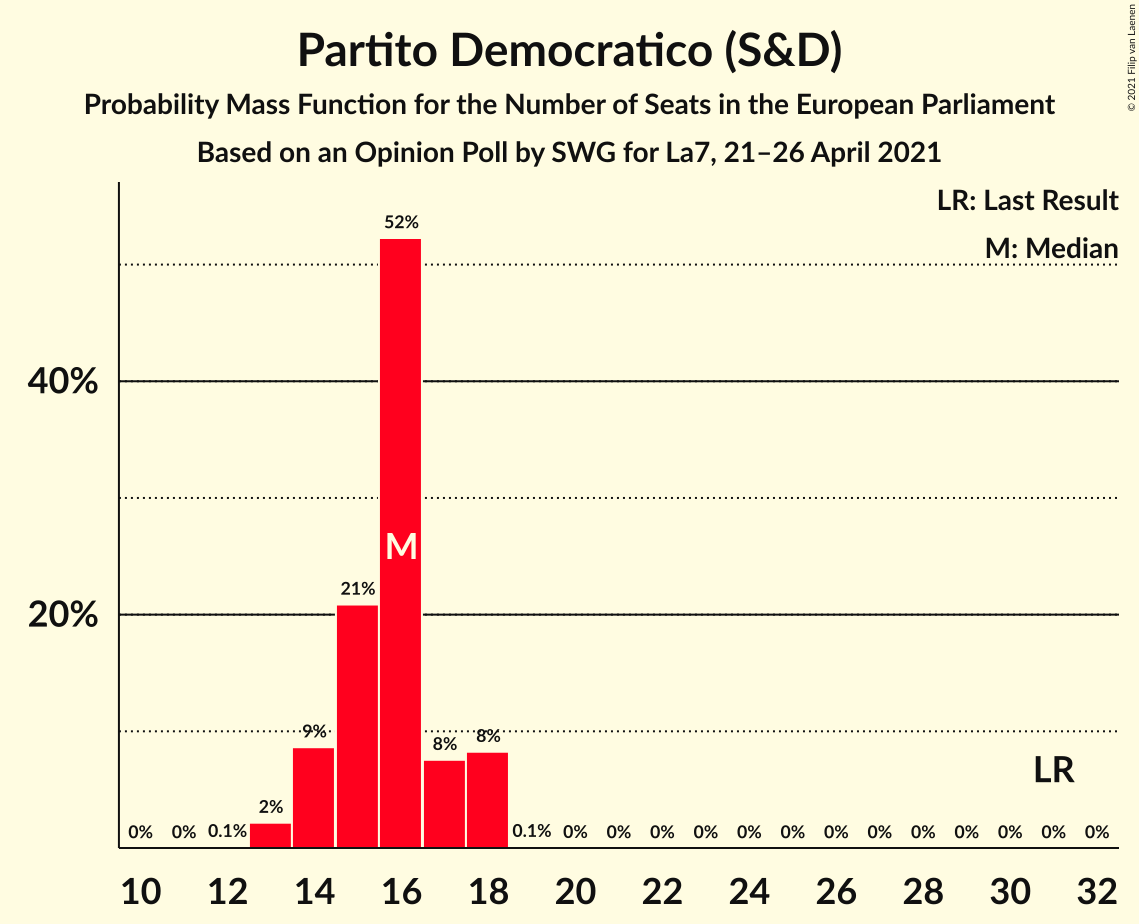 Partito Democratico (S&D)
Probability Mass Function for the Number of Seats in the European Parliament
Based on an Opinion Poll by SWG for La7, 21–26 April 2021
© 2021 Filip van Laenen
LR: Last Result
M: Median
52%
40%
M
21%
20%
9%
8%
8%
LR
2%
0% 0% 0.1% 0.1% 0% 0% 0% 0% 0% 0% 0% 0% 0% 0% 0% 0% 0%
10 12 14 16 18 20 22 24 26 28 30 32